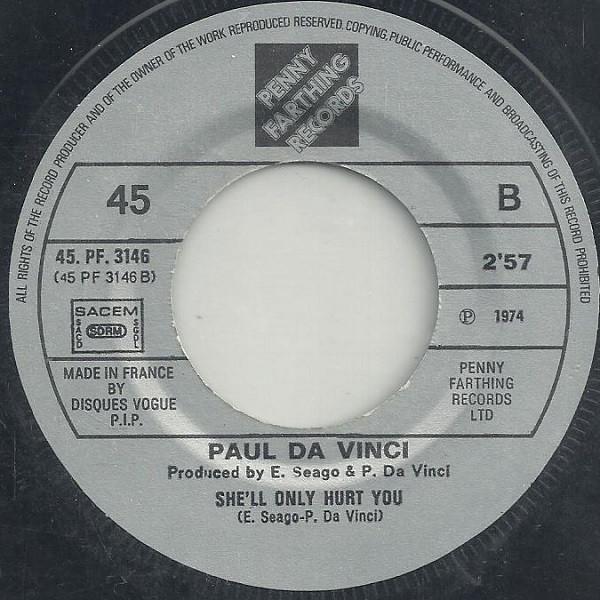 ALL RIGHTS OF THE RECORD PRODUCER AND OF THE OWNER OF THE WORK REPRODUCED RESERVED. COPYING, PUBLIC PERFORMANCE AND BROADCASTING OF THIS RECORD PROHIBITED
PENNY
FARTHING
RECORDS
45
B
45. PF. 3146
(45 PF 3146 B)
2'57
SACEM
SACD
SDRM
SGDL
℗ 1974
MADE IN FRANCE
BY
DISQUES VOGUE
P.I.P.
PENNY
FARTHING
RECORDS
LTD
PAUL DA VINCI
Produced by E. Seago & P. Da Vinci
SHE'LL ONLY HURT YOU
(E. Seago-P. Da Vinci)